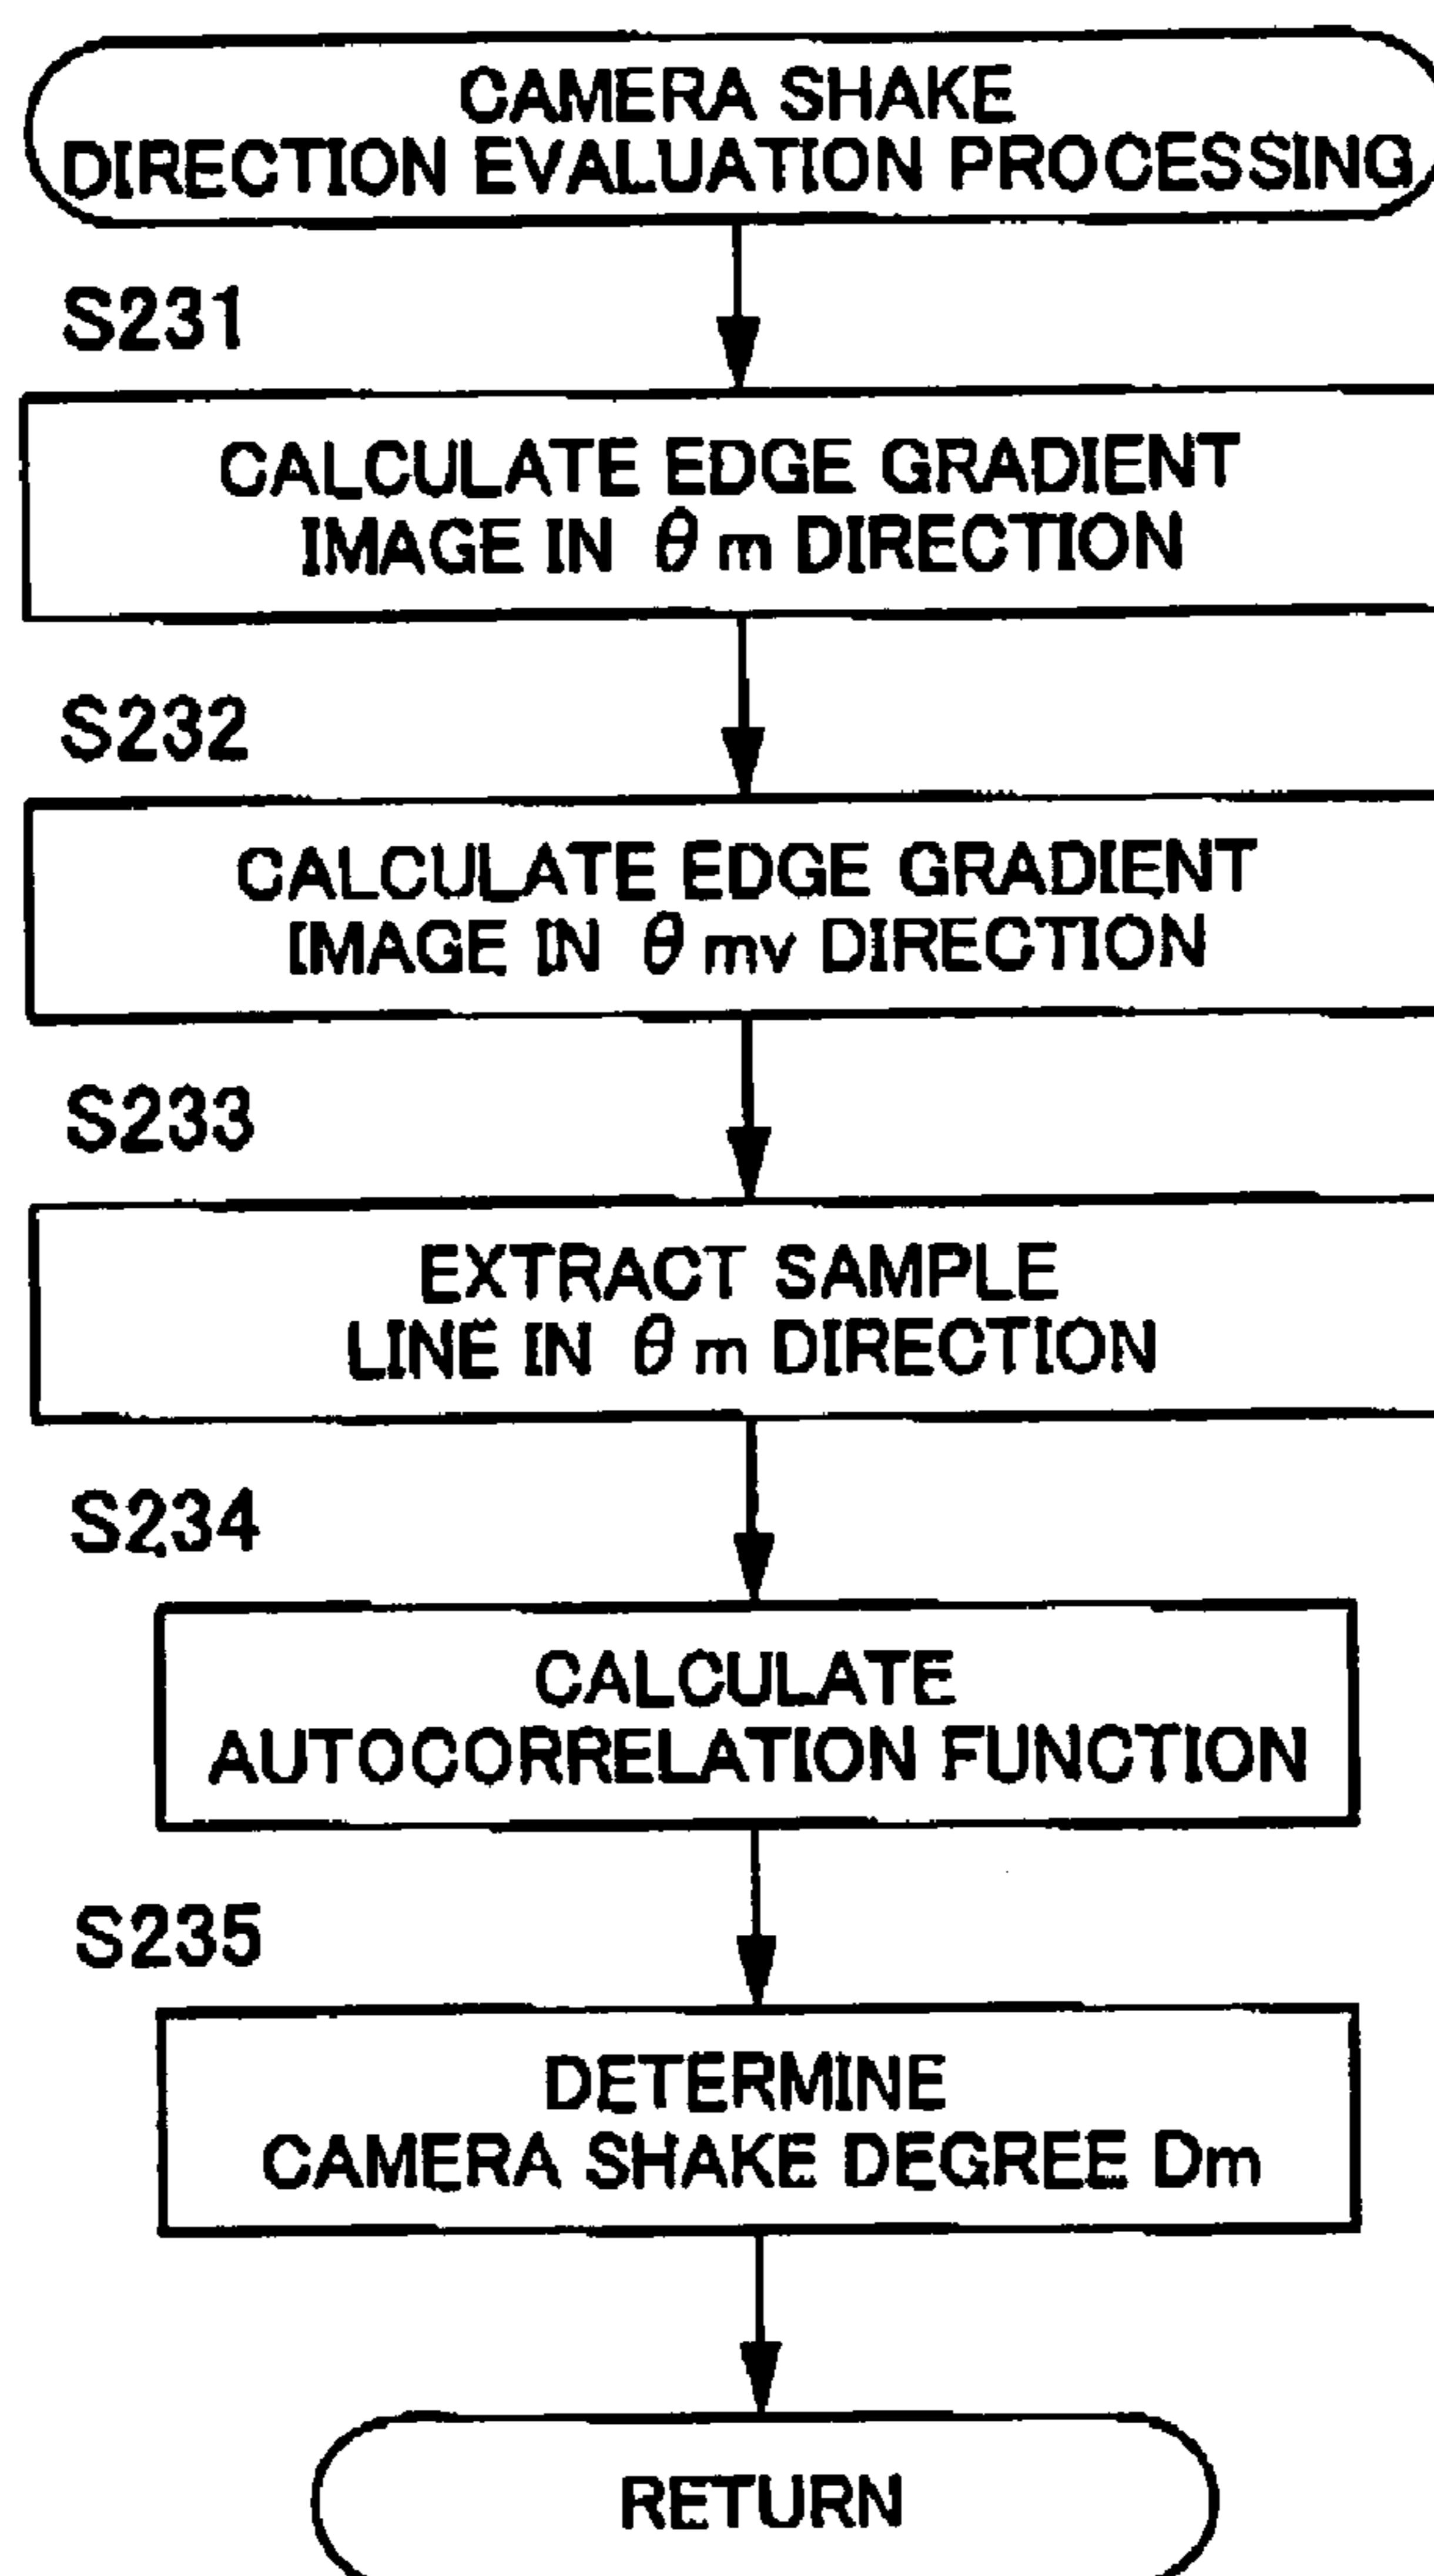 CAMERA SHAKE
DIRECTION EVALUATION PROCESSING
S231
CALCULATE EDGE GRADIENT
IMAGE IN θm DIRECTION
S232
CALCULATE EDGE GRADIENT
IMAGE IN θmv DIRECTION
S233
EXTRACT SAMPLE
LINE IN θm DIRECTION
S234
CALCULATE
AUTOCORRELATION FUNCTION
S235
DETERMINE
CAMERA SHAKE DEGREE Dm
RETURN